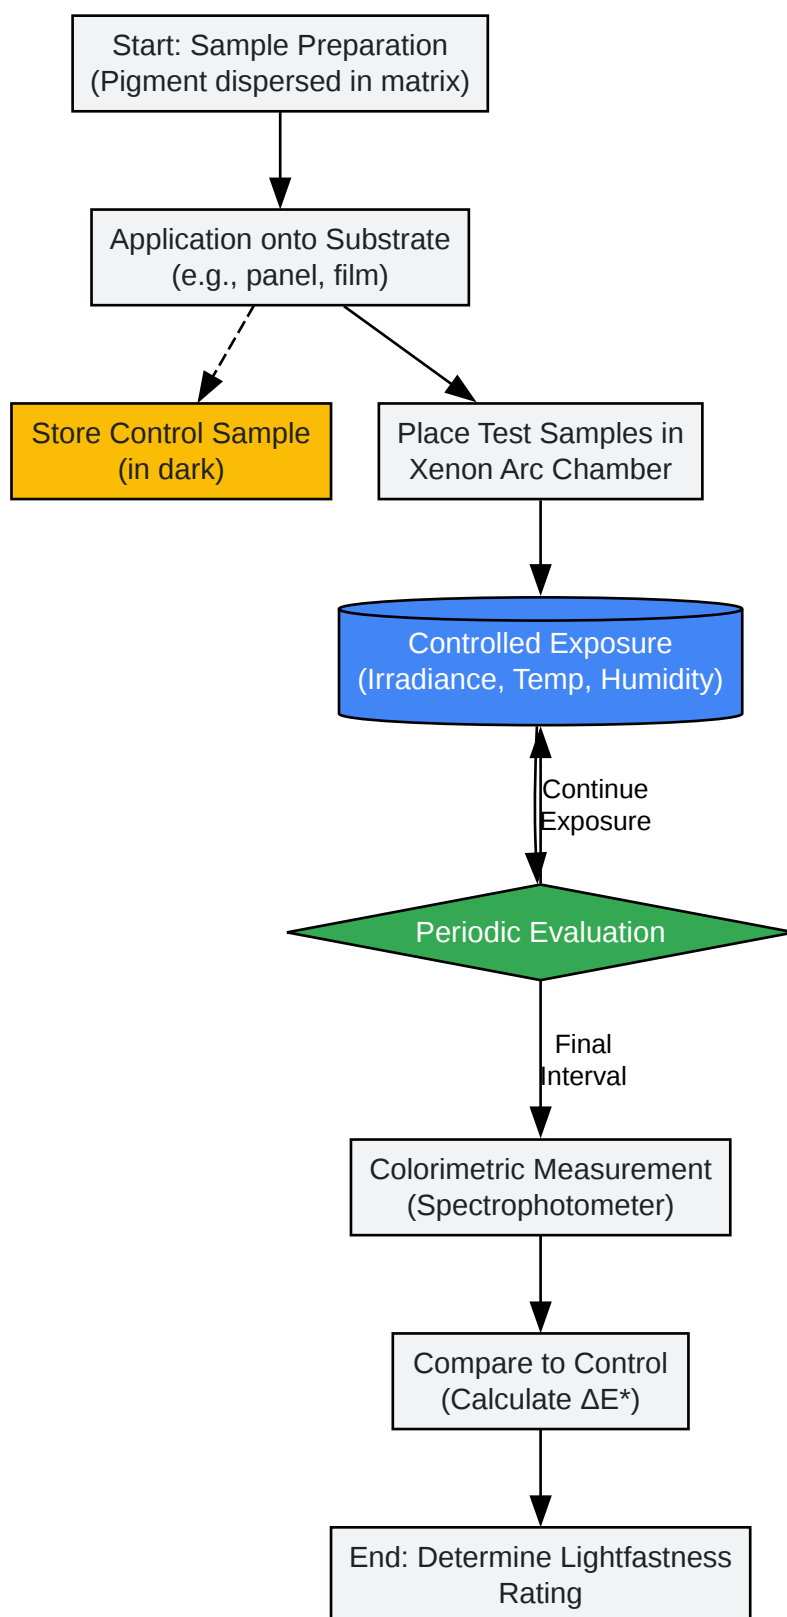 Start: Sample Preparation
(Pigment dispersed in matrix)
Application onto Substrate
(e.g., panel, film)
Store Control Sample
(in dark)
Place Test Samples in
Xenon Arc Chamber
Controlled Exposure
(Irradiance, Temp, Humidity)
Continue
Exposure
Periodic Evaluation
Final
Interval
Colorimetric Measurement
(Spectrophotometer)
Compare to Control
(Calculate ΔE*)
End: Determine Lightfastness
Rating